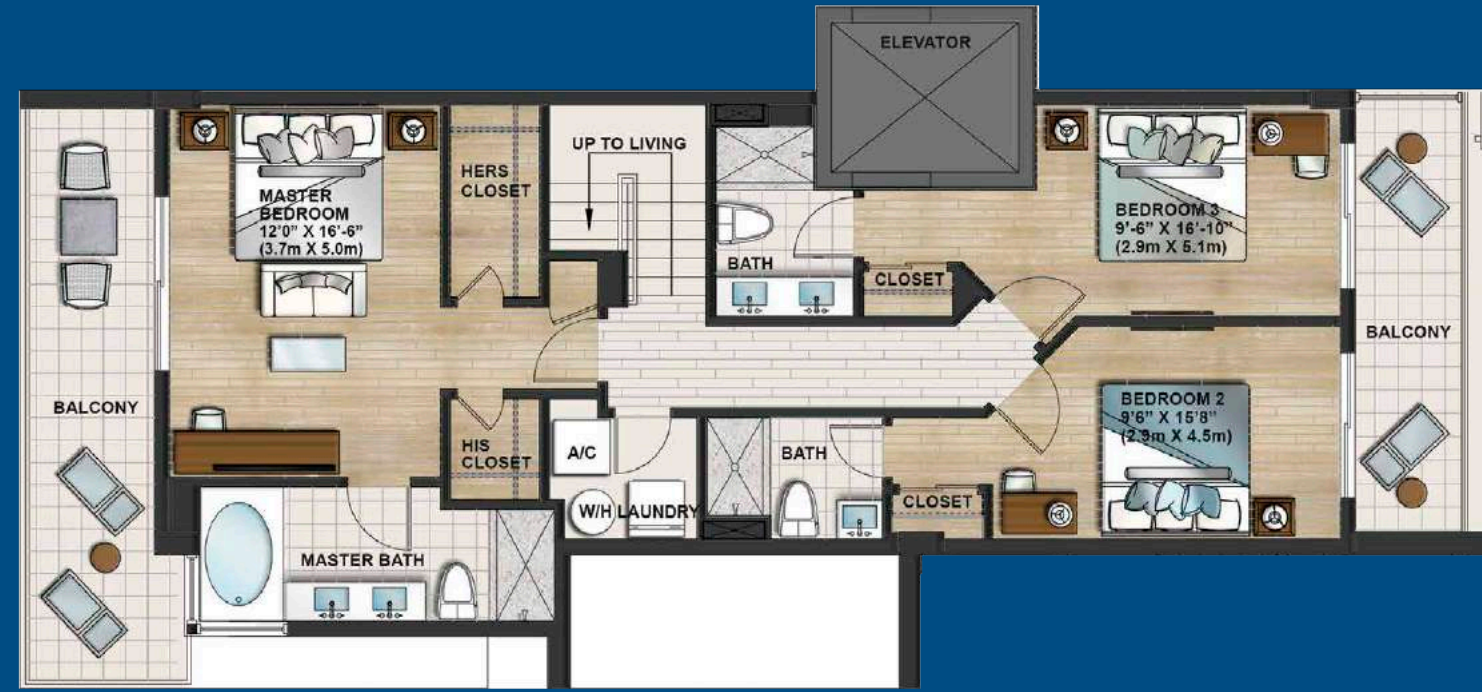 ELEVATOR
UP TO LIVING
HERS
CLOSET
MASTER
BEDROOM
12'0” X 16'-6”
(3.7m X 5.0m)
BEDROOM 3
9'-6” X 16'-10”
(2.9m X 5.1m)
BATH
CLOSET
BALCONY
BALCONY
BEDROOM 2
9'6” X 15'8”
(2.9m X 4.5m)
HIS
CLOSET
A/C
BATH
W/H LAUNDRY
CLOSET
MASTER BATH